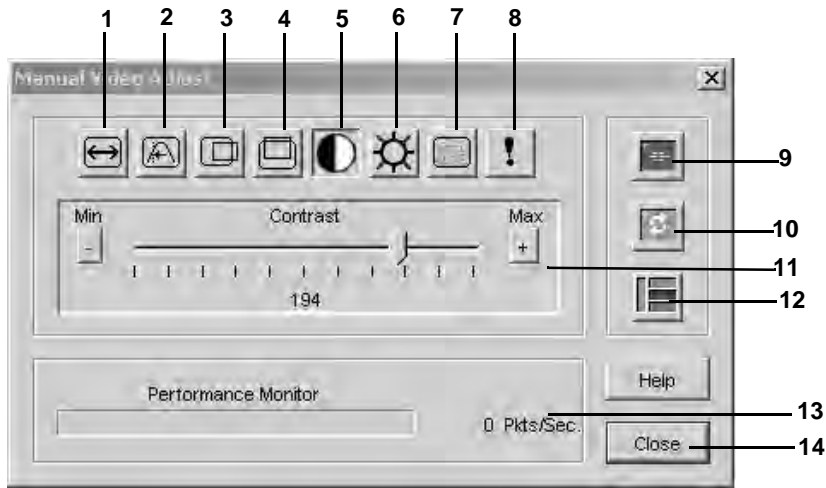 1 2 3 4 5 6 7 8
Manual Video Adjust
9
Min Contrast Max
- +
10
11
194
12
Performance Monitor
Help
0 Pkts/Sec.
13
Close
14